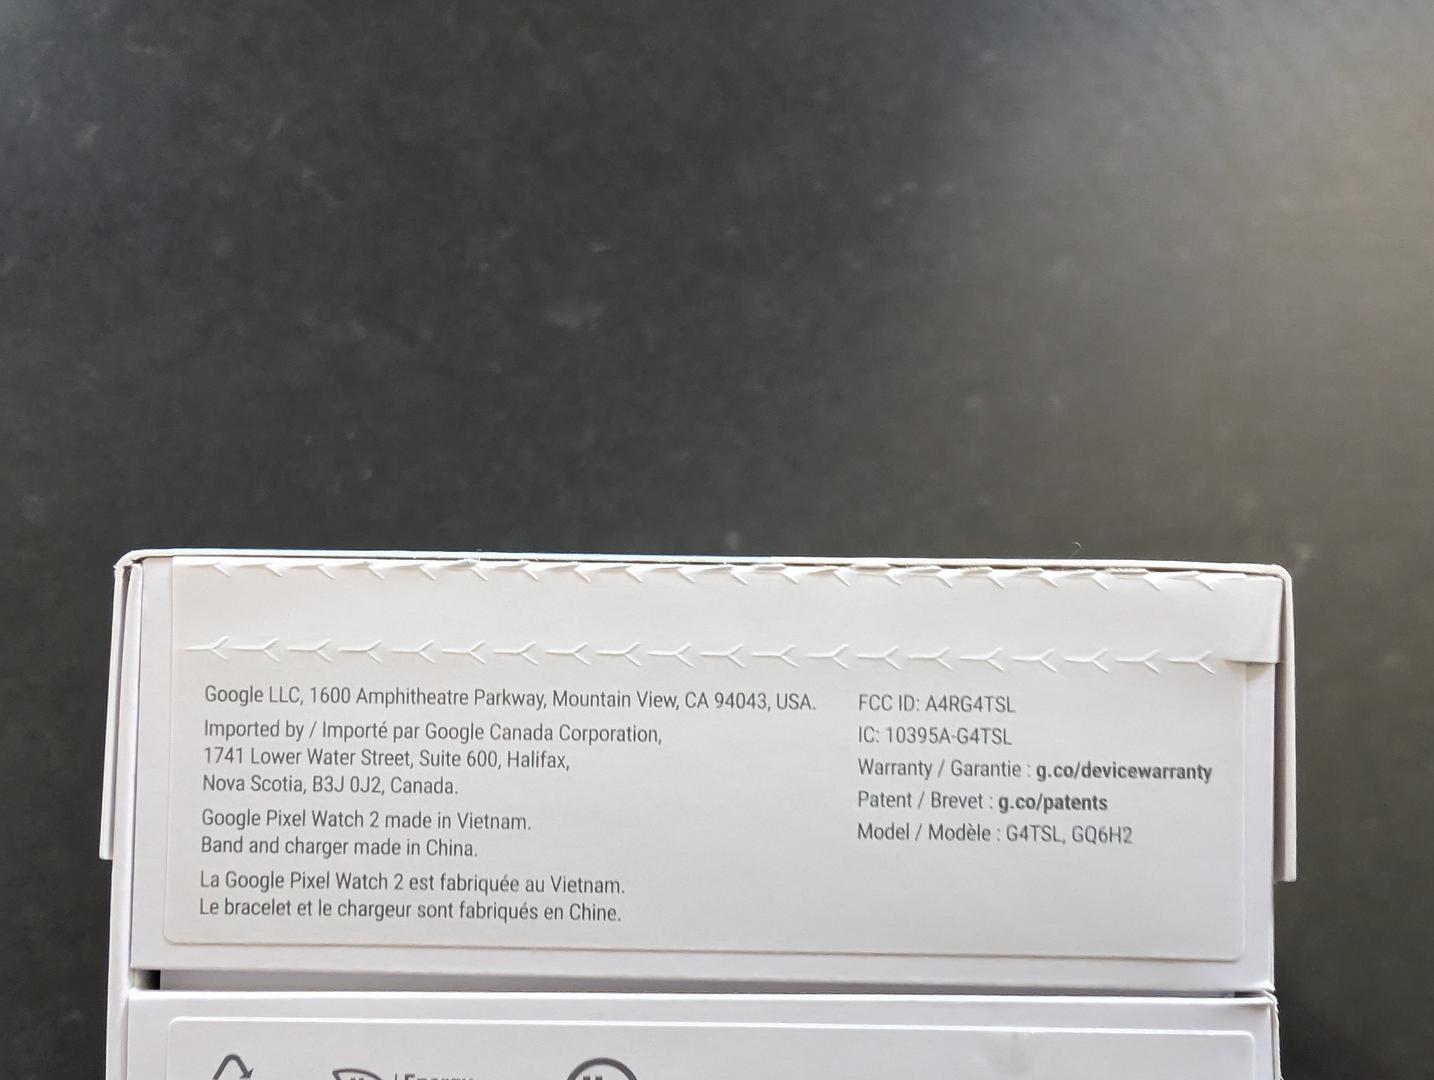 Google LLC, 1600 Amphitheatre Parkway, Mountain View, CA 94043, USA.
Imported by / Importé par Google Canada Corporation,
1741 Lower Water Street, Suite 600, Halifax,
Nova Scotia, B3J 0J2, Canada.
Google Pixel Watch 2 made in Vietnam.
Band and charger made in China.
La Google Pixel Watch 2 est fabriquée au Vietnam.
Le bracelet et le chargeur sont fabriqués en Chine.
FCC ID: A4RG4TSL
IC: 10395A-G4TSL
Warranty / Garantie : g.co/devicewarranty
Patent / Brevet : g.co/patents
Model / Modèle : G4TSL, GQ6H2